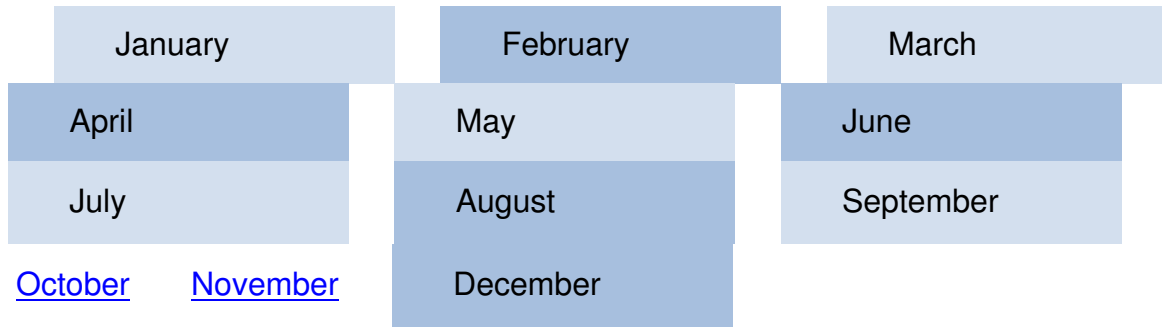 January February March
April May June
July August September
October November December